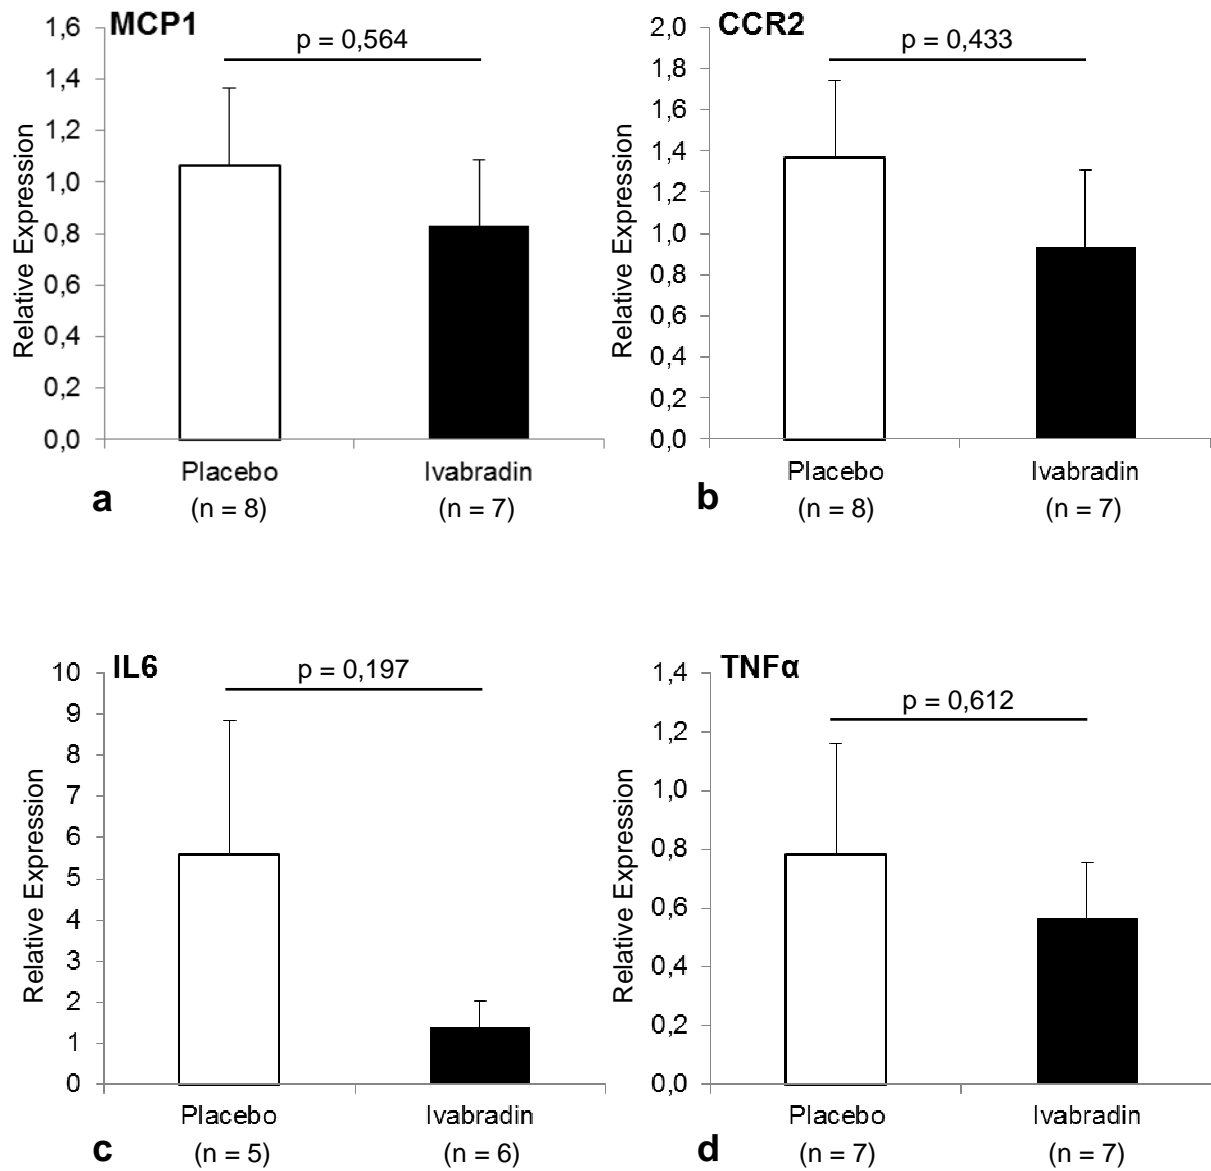 MCP1
p = 0,564
Relative Expression
1,6
1,4
1,2
1,0
0,8
0,6
0,4
0,2
0,0
Placebo Ivabradin
(n = 8) (n = 7)
a
CCR2
p = 0,433
Relative Expression
2,0
1,8
1,6
1,4
1,2
1,0
0,8
0,6
0,4
0,2
0,0
Placebo Ivabradin
(n = 8) (n = 7)
b
IL6
p = 0,197
Relative Expression
10
9
8
7
6
5
4
3
2
1
0
Placebo Ivabradin
(n = 5) (n = 6)
c
TNFα
p = 0,612
Relative Expression
1,4
1,2
1,0
0,8
0,6
0,4
0,2
0,0
Placebo Ivabradin
(n = 7) (n = 7)
d